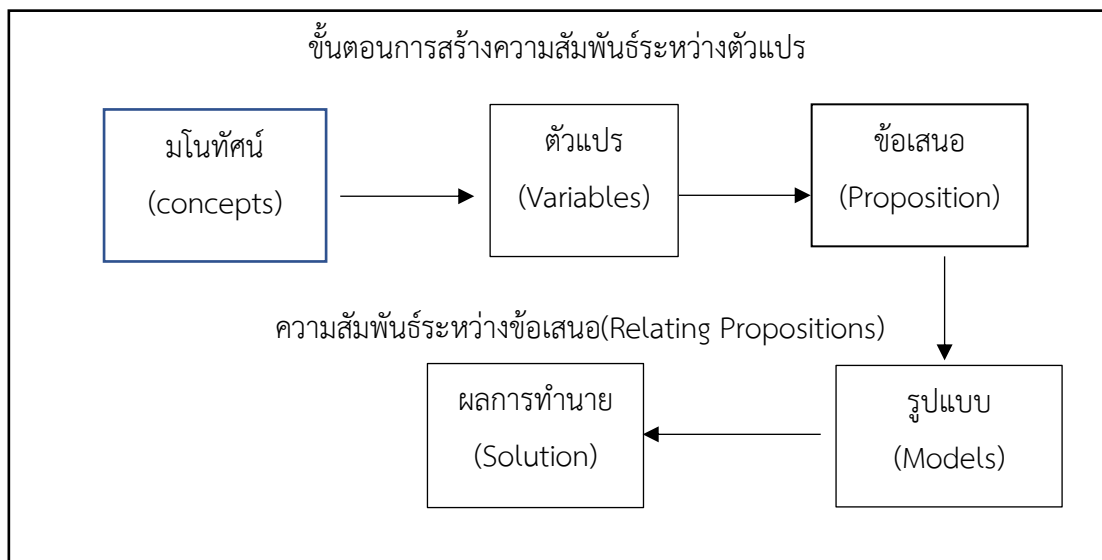 ขั้นตอนการสร้างความสัมพันธ์ระหว่างตัวแปร
มโนทัศน์
(concepts)
ตัวแปร
(Variables)
ข้อเสนอ
(Proposition)
ความสัมพันธ์ระหว่างข้อเสนอ(Relating Propositions)
ผลการทำนาย
(Solution)
รูปแบบ
(Models)